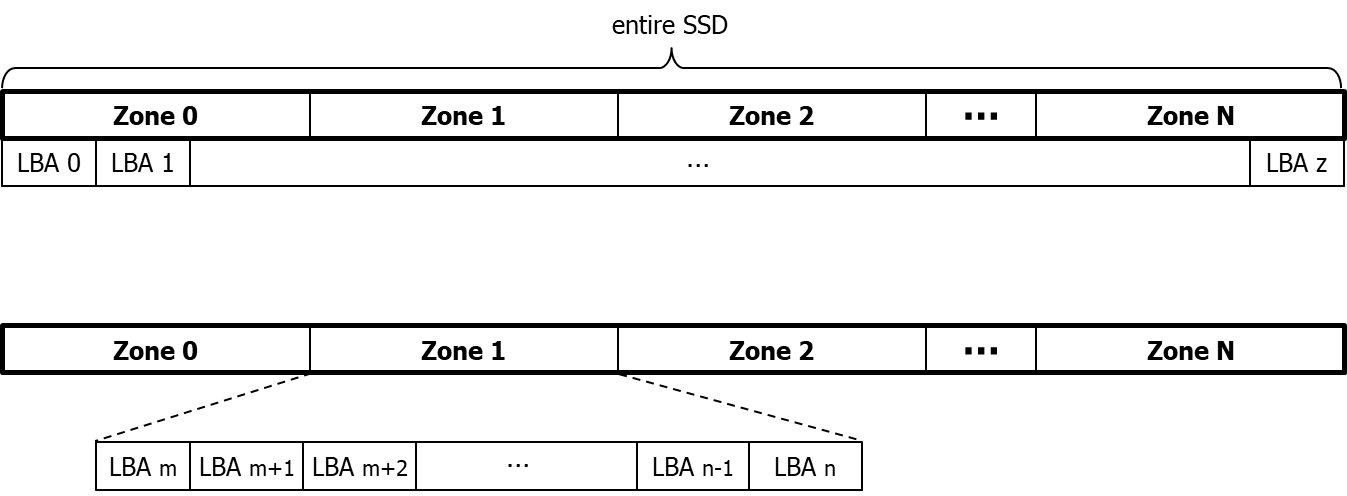 entire SSD
Zone 0 Zone 1 Zone 2 ... Zone N
LBA 0 LBA 1 ... LBA z
Zone 0 Zone 1 Zone 2 ... Zone N
LBA m LBA m+1 LBA m+2 ... LBA n-1 LBA n